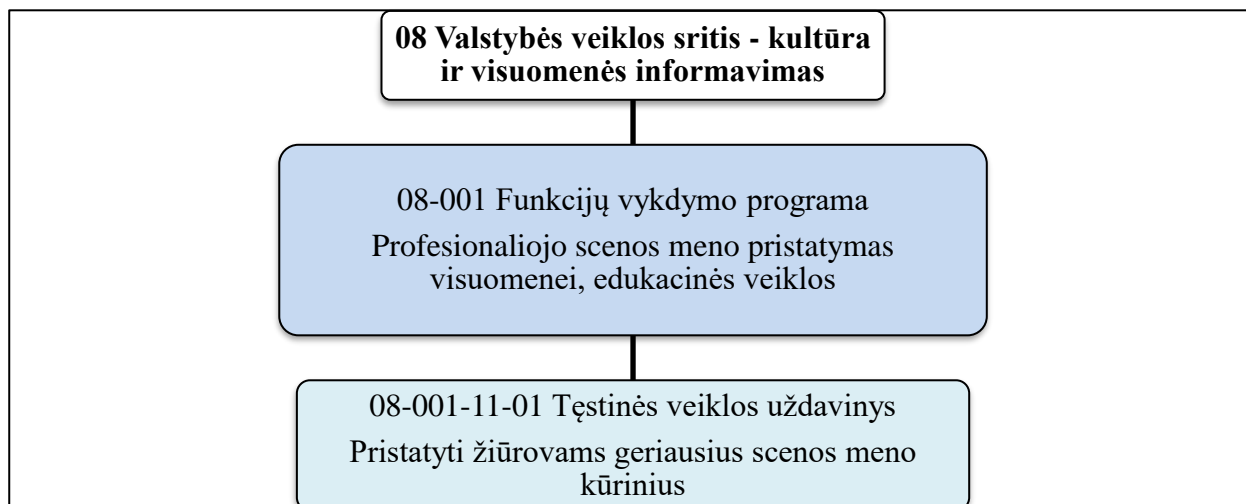 08 Valstybės veiklos sritis - kultūra
ir visuomenės informavimas
08-001 Funkcijų vykdymo programa
Profesionaliojo scenos meno pristatymas
visuomenei, edukacinės veiklos
08-001-11-01 Tęstinės veiklos uždavinys
Pristatyti žiūrovams geriausius scenos meno
kūrinius